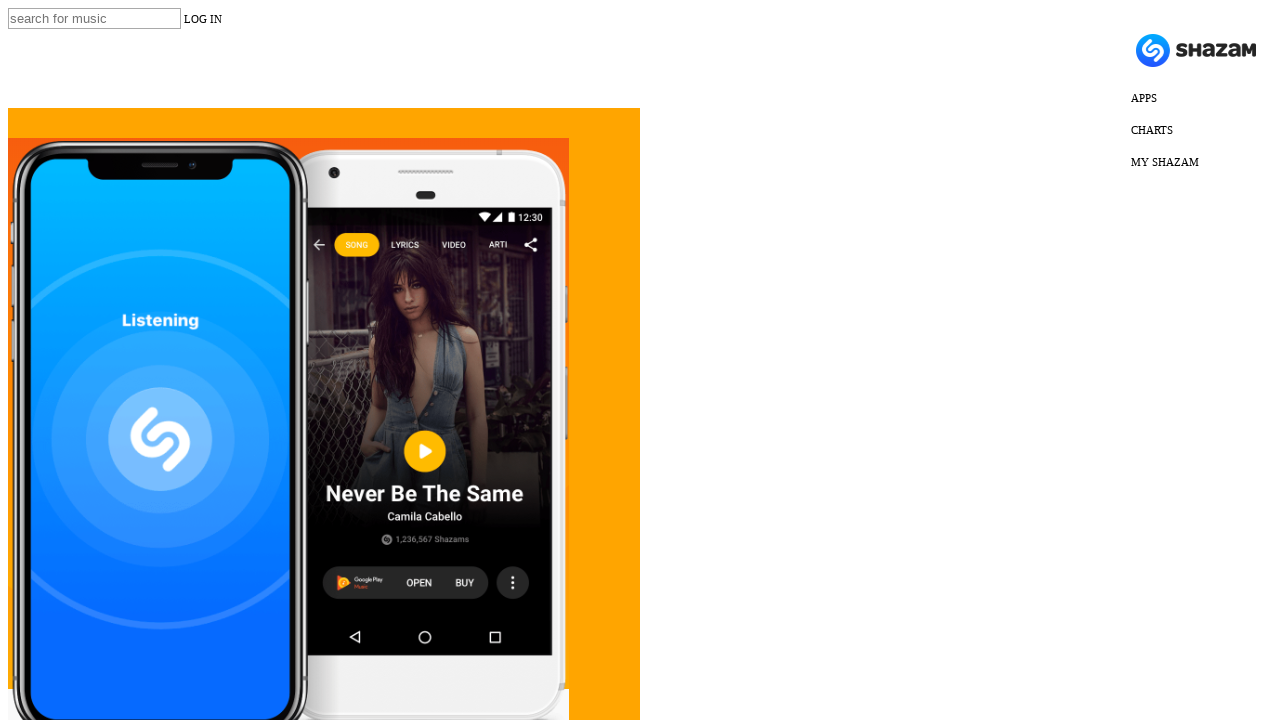 search for music LOG IN
SHAZAM
APPS
CHARTS
MY SHAZAM
12:30
SONG LYRICS VIDEO ARTI
Listening
Never Be The Same
Camila Cabello
1,236,567 Shazams
Google Play
Music
OPEN BUY